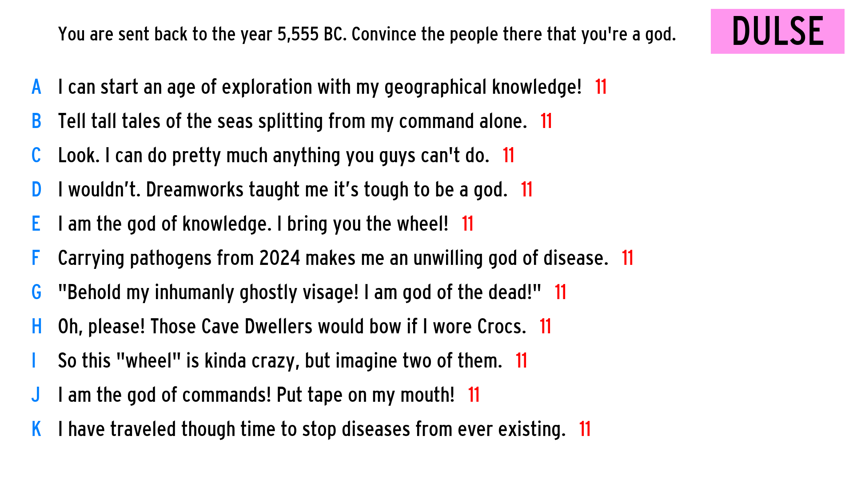 You are sent back to the year 5,555 BC. Convince the people there that you're a god.
DULSE
A I can start an age of exploration with my geographical knowledge! 11
B Tell tall tales of the seas splitting from my command alone. 11
C Look. I can do pretty much anything you guys can't do. 11
D I wouldn’t. Dreamworks taught me it’s tough to be a god. 11
E I am the god of knowledge. I bring you the wheel! 11
F Carrying pathogens from 2024 makes me an unwilling god of disease. 11
G "Behold my inhumanly ghostly visage! I am god of the dead!" 11
H Oh, please! Those Cave Dwellers would bow if I wore Crocs. 11
I So this "wheel" is kinda crazy, but imagine two of them. 11
J I am the god of commands! Put tape on my mouth! 11
K I have traveled though time to stop diseases from ever existing. 11